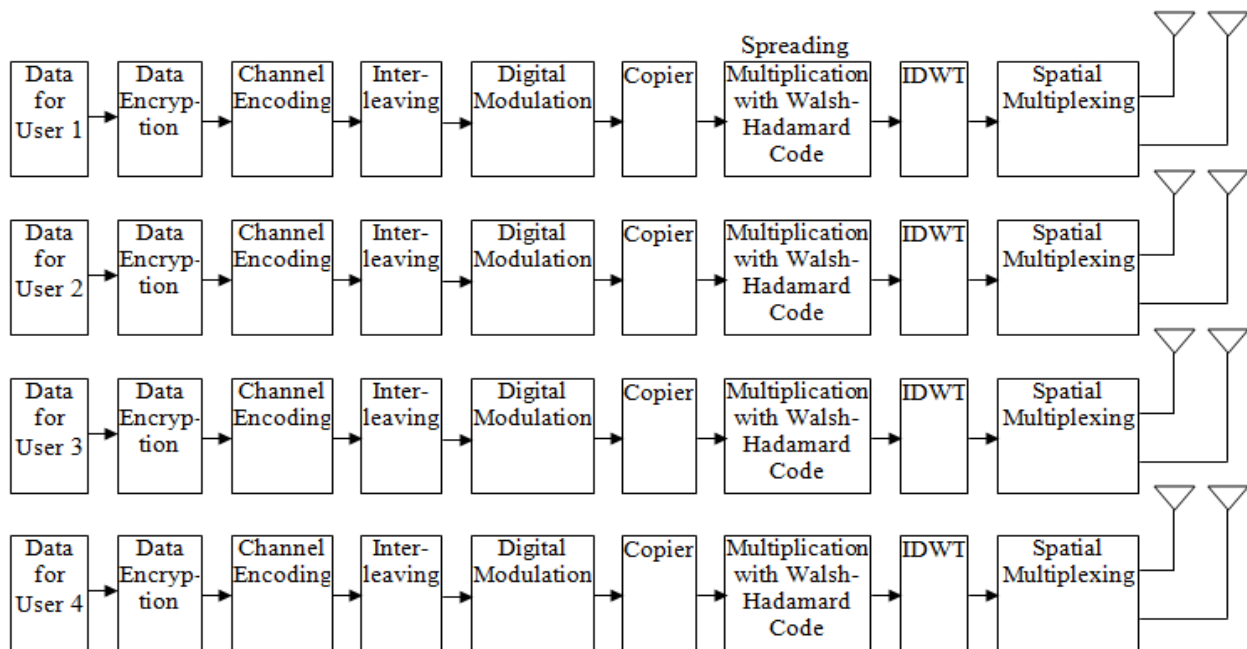 Spreading
Data
for
User 1
Data
Encryp-
tion
Channel
Encoding
Inter-
leaving
Digital
Modulation
Copier
Multiplication
with Walsh-
Hadamard
Code
IDWT
Spatial
Multiplexing
Data
for
User 2
Data
Encryp-
tion
Channel
Encoding
Inter-
leaving
Digital
Modulation
Copier
Multiplication
with Walsh-
Hadamard
Code
IDWT
Spatial
Multiplexing
Data
for
User 3
Data
Encryp-
tion
Channel
Encoding
Inter-
leaving
Digital
Modulation
Copier
Multiplication
with Walsh-
Hadamard
Code
IDWT
Spatial
Multiplexing
Data
for
User 4
Data
Encryp-
tion
Channel
Encoding
Inter-
leaving
Digital
Modulation
Copier
Multiplication
with Walsh-
Hadamard
Code
IDWT
Spatial
Multiplexing